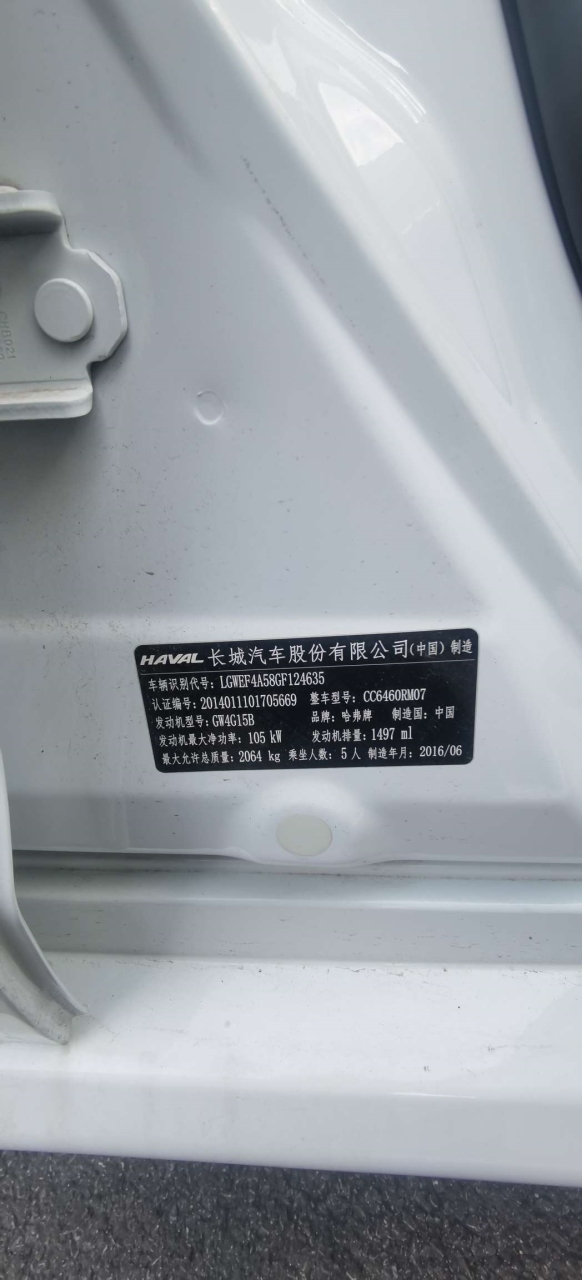 HAVAL 长城汽车股份有限公司(中国) 制造
车辆识别代号: LGWEF4A58GF124635
认证编号: 2014011101705669 整车型号: CC6460RM07
发动机型号: GW4G15B 品牌: 哈弗牌 制造国: 中国
发动机最大净功率: 105 kW 发动机排量: 1497 ml
最大允许总质量: 2064 kg 乘坐人数: 5 人 制造年月: 2016/06